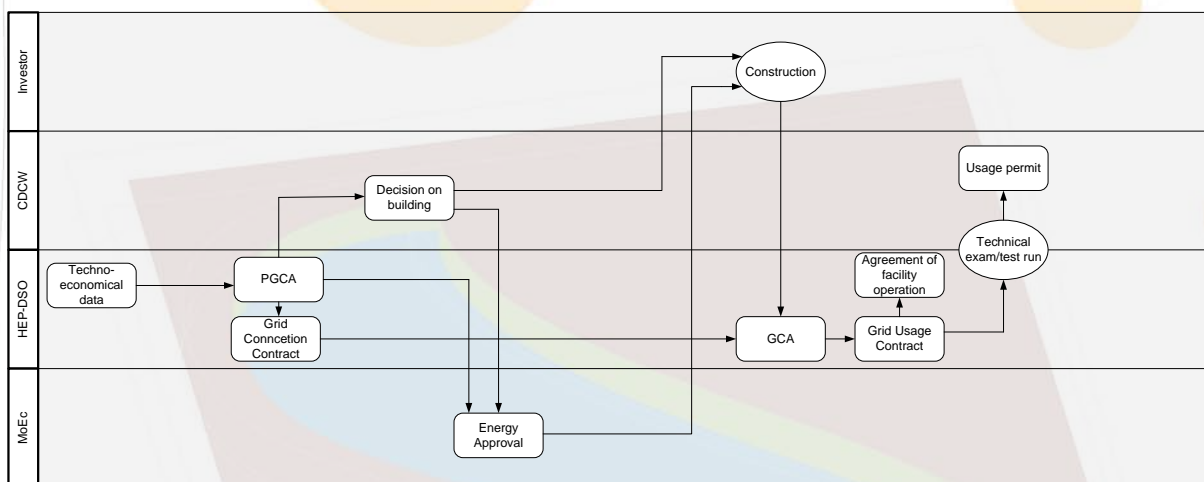 Investor
Construction
CDCW
Decision on
building
Usage permit
HEP-DSO
Techno-
economical
data
PGCA
Grid
Conncetion
Contract
GCA
Agreement of
facility
operation
Grid Usage
Contract
Technical
exam/test run
MoEc
Energy
Approval